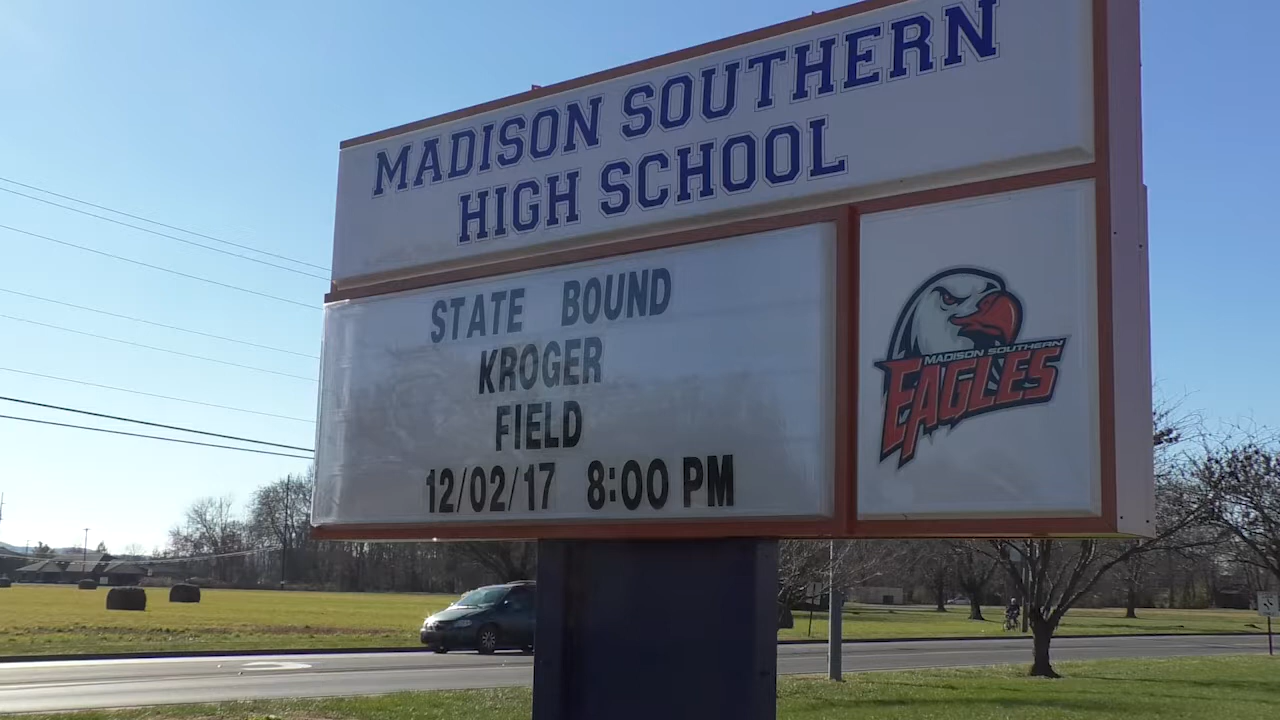 MADISON SOUTHERN
HIGH SCHOOL
STATE BOUND
KROGER
FIELD
12/02/17 8:00 PM
MADISON SOUTHERN
EAGLES